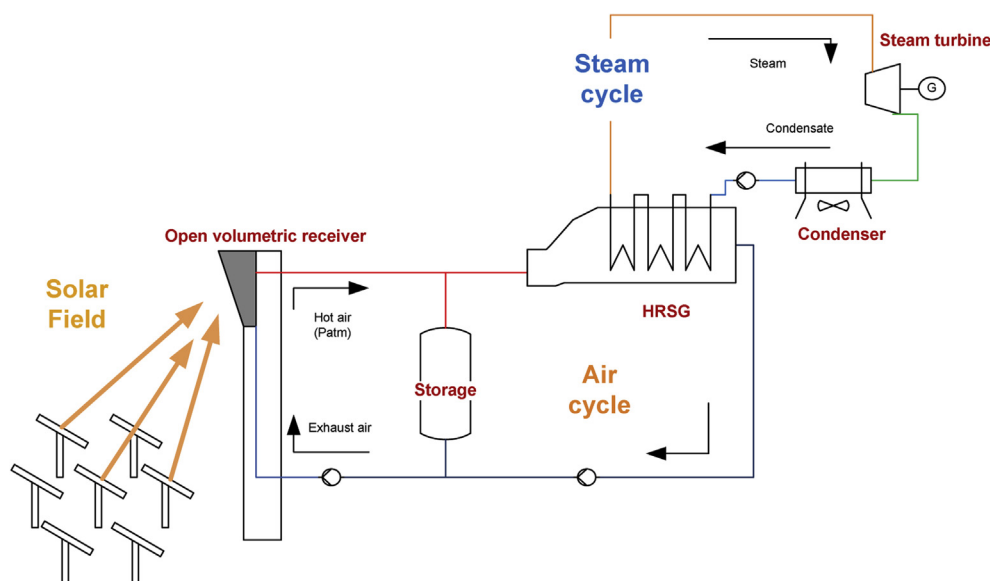 Steam turbine
Steam
cycle
Steam
G
Condensate
Condenser
Open volumetric receiver
Solar
Field
Hot air
(Patm)
HRSG
Storage
Air
cycle
Exhaust air